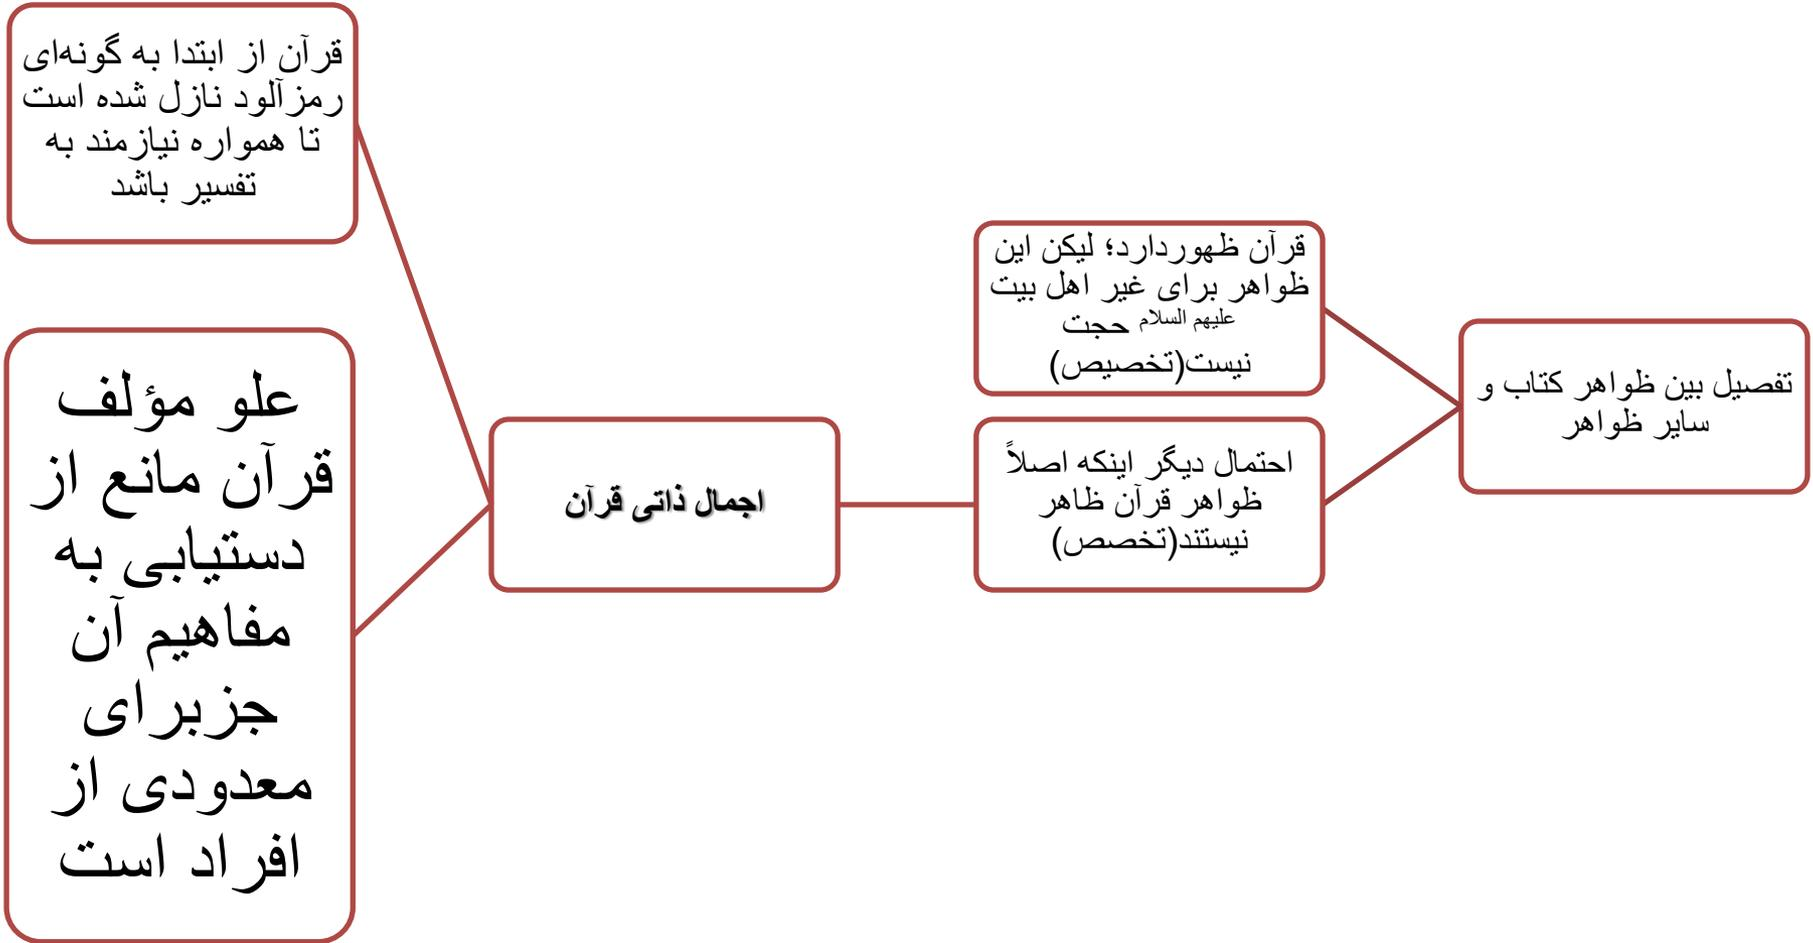 تفصیل بین ظواهر کتاب و
سایر ظواهر
قرآن ظهوردارد؛ لیکن این
ظواهر برای غیر اهل بیت
علیهم السلام حجت
نیست(تخصیص)
احتمال دیگر اینکه اصلاً
ظواهر قرآن ظاهر
نیستند(تخصص)
اجمال ذاتی قرآن
قرآن از ابتدا به گونه‌ای
رمزآلود نازل شده است
تا همواره نیازمند به
تفسیر باشد
علو مؤلف
قرآن مانع از
دستیابی به
مفاهیم آن
جزبرای
معدودی از
افراد است